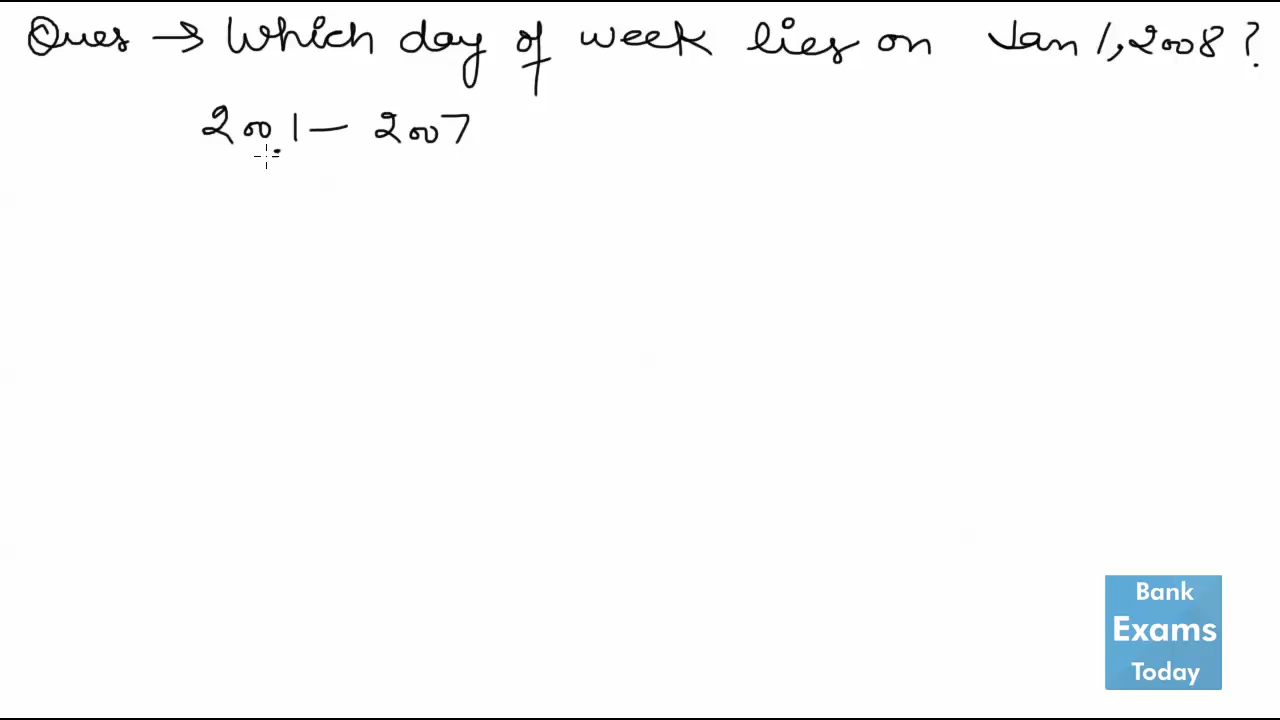 Ques → Which day of week lies on Jan 1, 2008 ?
2001 — 2007
Bank
Exams
Today